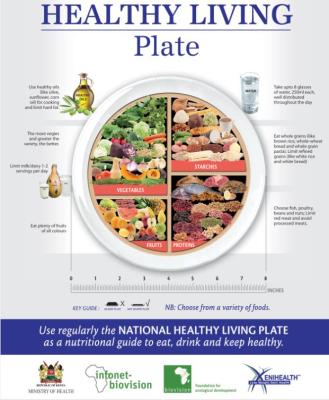 HEALTHY LIVING
Plate
Use healthy oils
(like olive,
sunflower, corn
oil) for cooking
and limit hard fat
Take upto 8 glasses
of water, 250ml each,
well distributed
throughout the day
The more veges
and greater the
variety, the better.
Limit milk/dairy 1-2
servings per day
Eat plenty of fruits
of all colours
STARCHES
VEGETABLES
FRUITS
PROTEINS
Eat whole grains (like
brown rice, whole-wheat
bread and whole grain
pasta). Limit refined
grains (like white rice
and white bread)
Choose fish, poultry,
beans and nuts; Limit
red meat and avoid
processed meats.
0 1 2 3 4 5 6 7 8
INCHES
KEY GUIDE:
X
NB: Choose from a variety of foods.
Use regularly the NATIONAL HEALTHY LIVING PLATE
as a nutritional guide to eat, drink and keep healthy.
REPUBLIC OF KENYA
MINISTRY OF HEALTH
infonet-
biovision
biovision
Foundation for
ecological development
XENIHEALTH